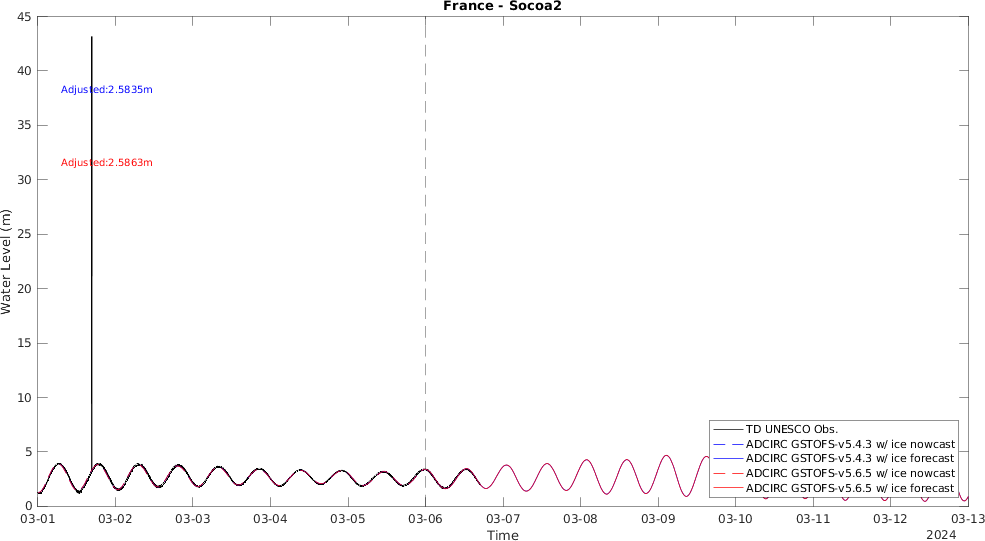 France - Socoa2
45
40
35
30
25
20
15
10
5
0
Water Level (m)
Adjusted:2.5835m
Adjusted:2.5863m
TD UNESCO Obs.
ADCIRC GSTOFS-v5.4.3 w/ ice nowcast
ADCIRC GSTOFS-v5.4.3 w/ ice forecast
ADCIRC GSTOFS-v5.6.5 w/ ice nowcast
ADCIRC GSTOFS-v5.6.5 w/ ice forecast
03-01 03-02 03-03 03-04 03-05 03-06 03-07 03-08 03-09 03-10 03-11 03-12 03-13
Time
2024